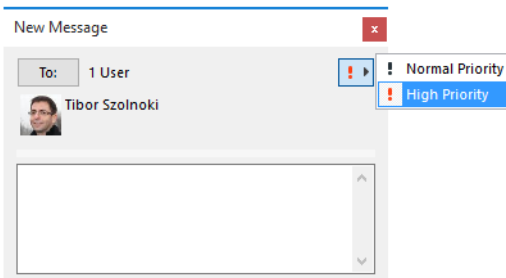 New Message
x
To: 1 User
! ! Normal Priority
Tibor Szolnoki ! High Priority